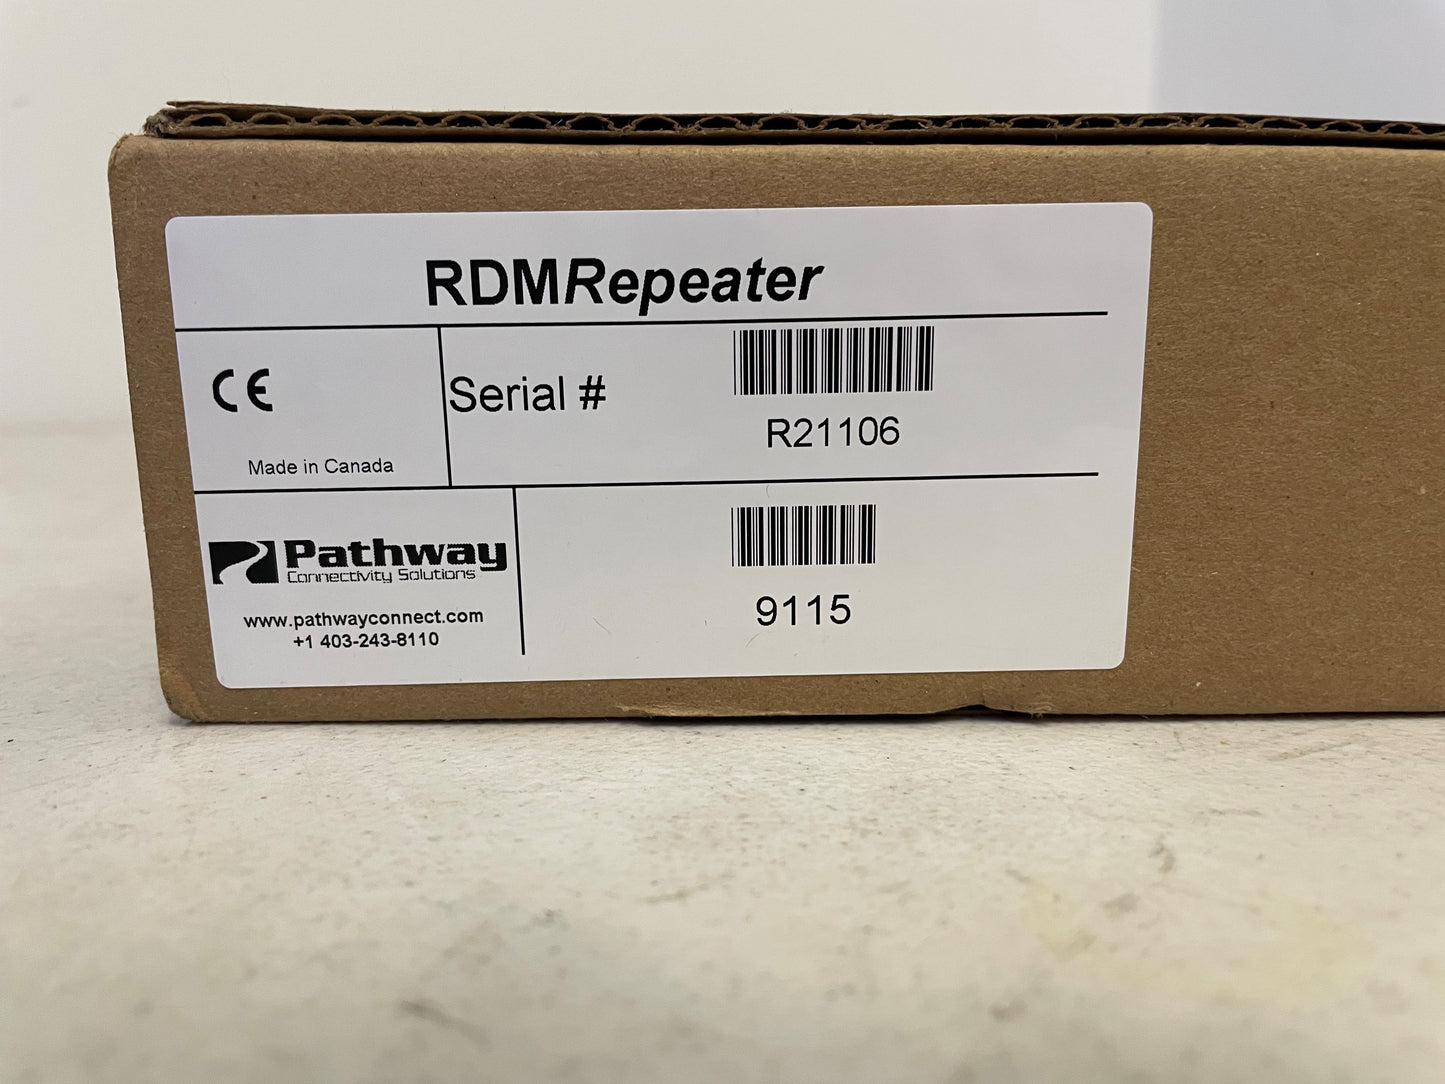 RDMRepeater
CE
Made in Canada
Serial #
R21106
Pathway
Connectivity Solutions
www.pathwayconnect.com
+1 403-243-8110
9115